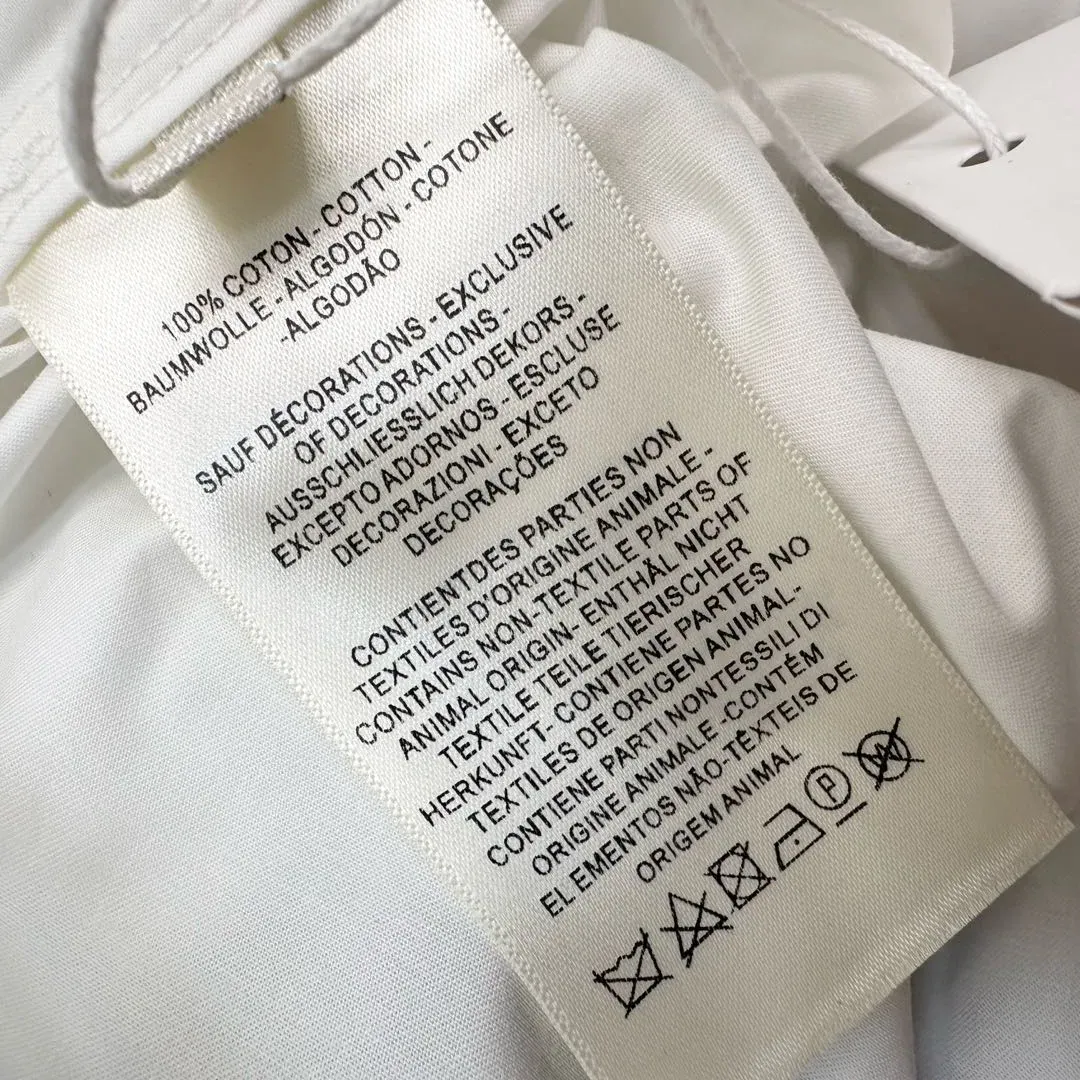 100% COTON - COTTON -
BAUMWOLLE - ALGODÓN - COTONE
-ALGODÃO
SAUF DÉCORATIONS - EXCLUSIVE
OF DECORATIONS -
AUSSCHLIESSLICH DEKORS -
EXCEPTO ADORNOS - ESCLUSE
DECORAZIONI - EXCETO
DECORAÇÕES
CONTIENTDES PARTIES NON
TEXTILES D'ORIGINE ANIMALE -
CONTAINS NON-TEXTILE PARTS OF
ANIMAL ORIGIN- ENTHÄL NICHT
TEXTILE TEILE TIERISCHER
HERKUNFT- CONTIENE PARTES NO
TEXTILES DE ORIGEN ANIMAL-
CONTIENE PARTI NONTESSILI DI
ORIGINE ANIMALE -CONTÉM
ELEMENTOS NÃO-TÊXTEIS DE
ORIGEM ANIMAL
P W